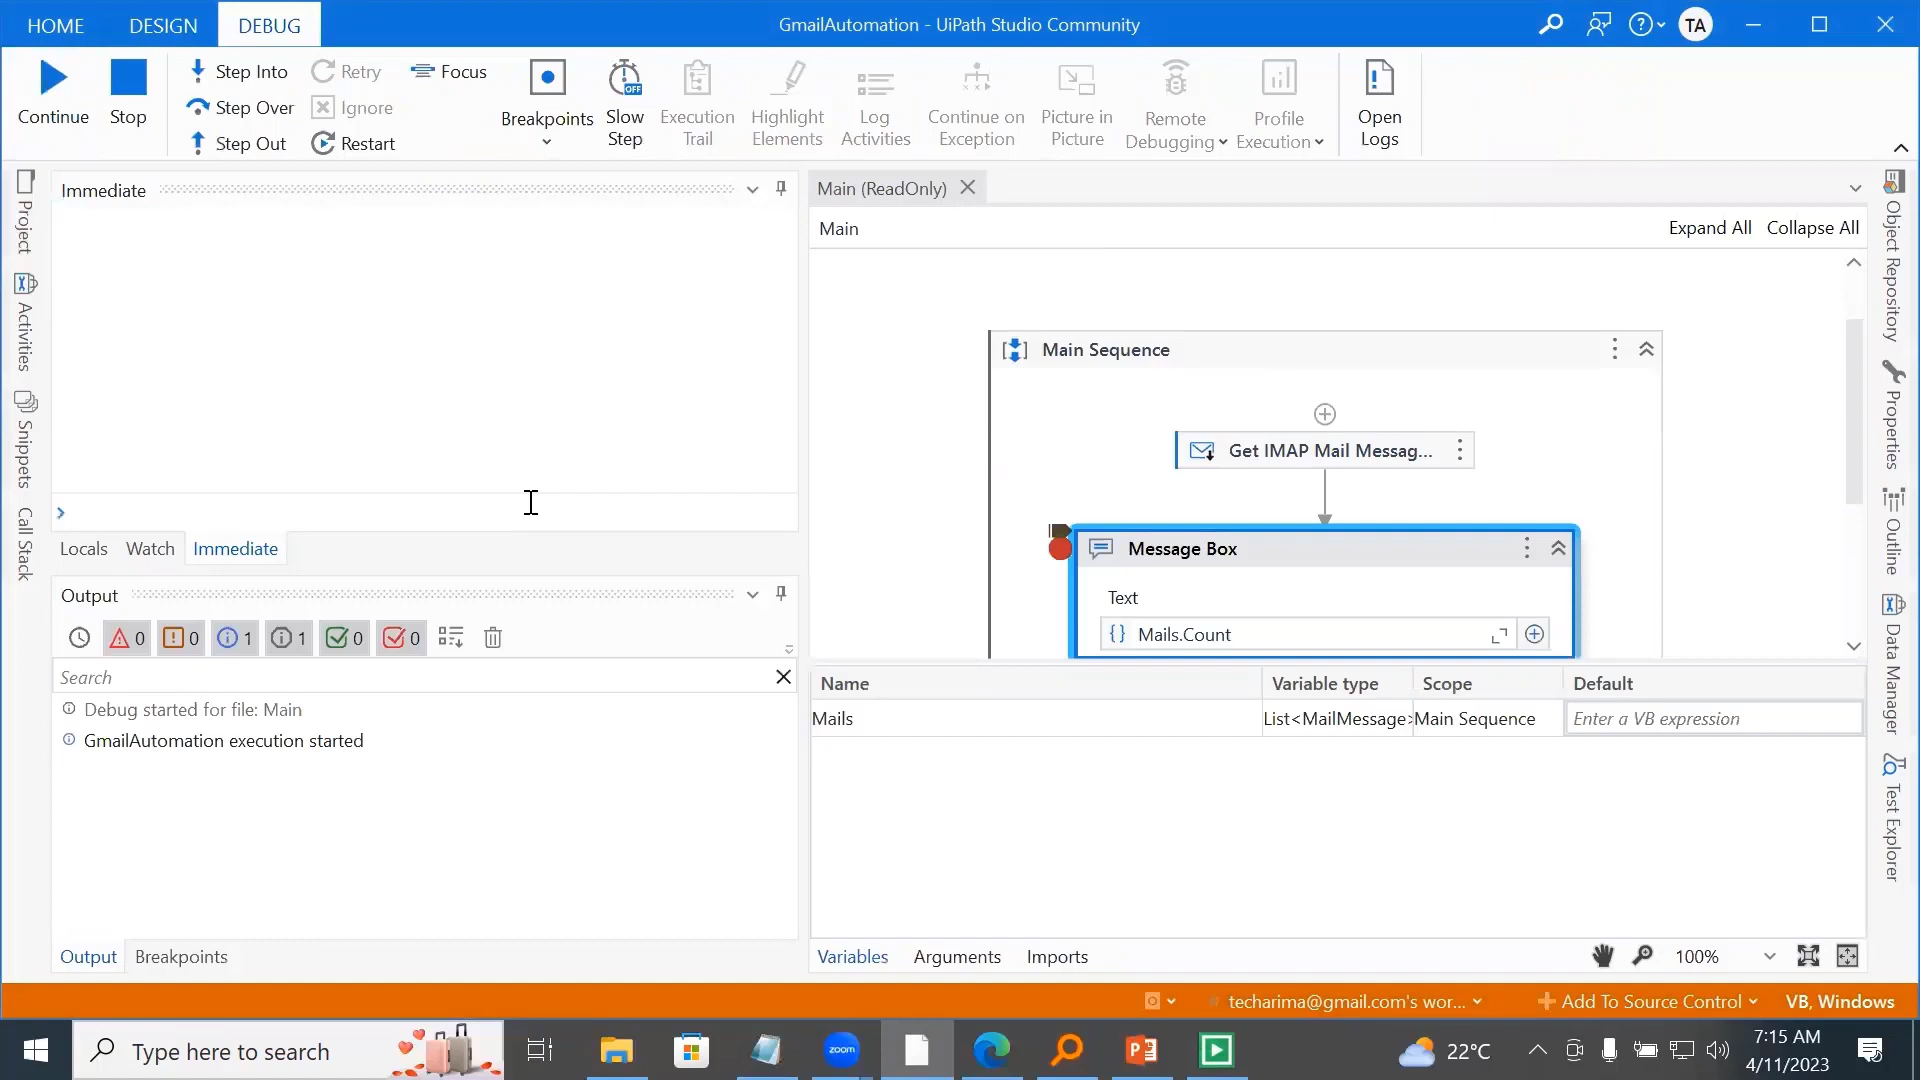 HOME DESIGN DEBUG GmailAutomation - UiPath Studio Community TA
Continue Stop
Step Into Retry Focus
Step Over Ignore
Step Out Restart
Breakpoints
Slow
Step
OFF
Execution
Trail
Highlight
Elements
Log
Activities
Continue on
Exception
Picture in
Picture
Remote
Debugging
Profile
Execution
Open
Logs
Project
Activities
Snippets
Call Stack
Immediate
Locals Watch Immediate
Output
0 0 1 1 0 0
Search
Debug started for file: Main
GmailAutomation execution started
Output Breakpoints
Main (ReadOnly)
Main Expand All Collapse All
Main Sequence
Get IMAP Mail Messag...
Message Box
Text
Mails.Count
Name Variable type Scope Default
Mails List<MailMessage> Main Sequence Enter a VB expression
Variables Arguments Imports 100%
Object Repository
Properties
Outline
Data Manager
Test Explorer
techarima@gmail.com's wor... Add To Source Control VB, Windows
Type here to search
zoom
22°C
7:15 AM
4/11/2023